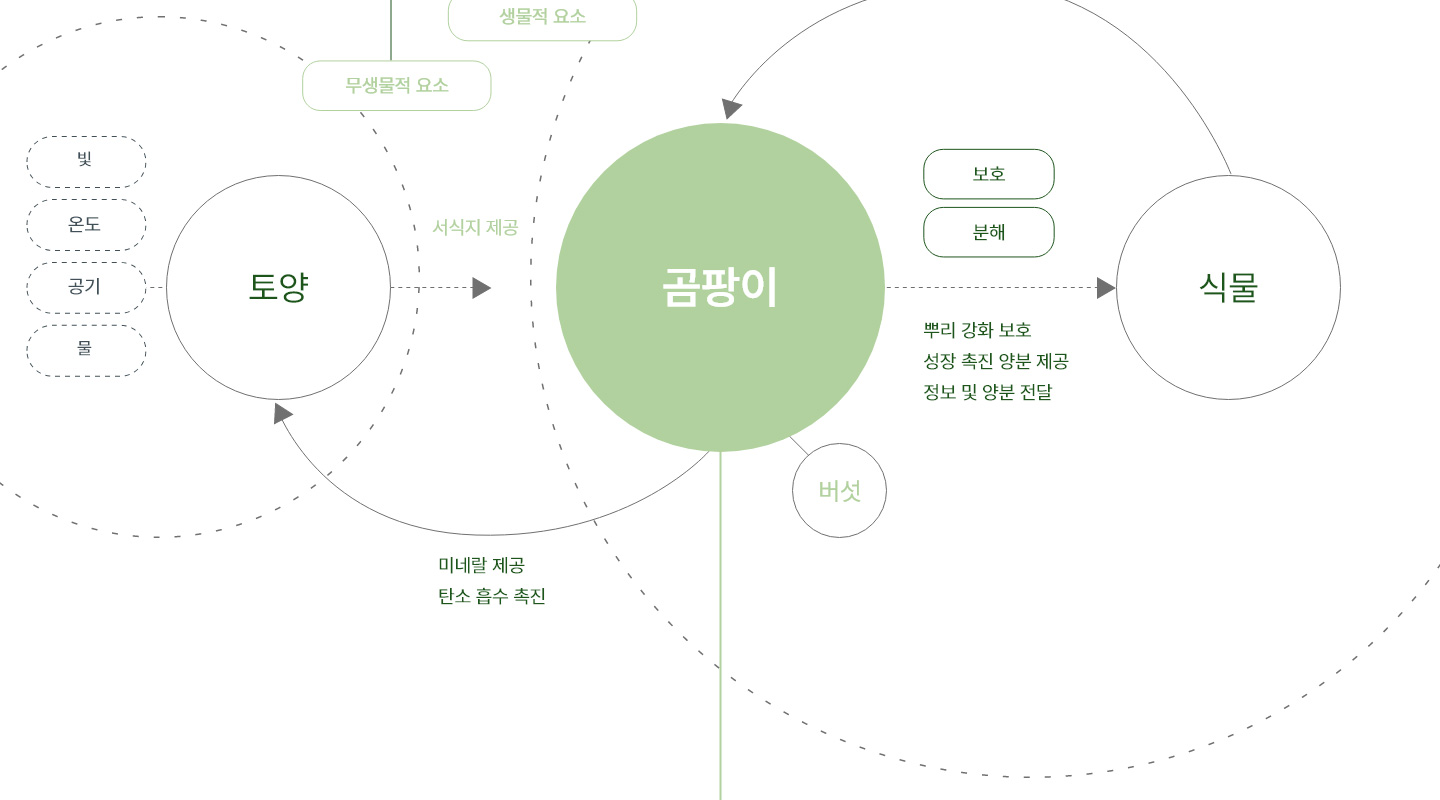 생물적 요소
무생물적 요소
빛
온도
공기
물
토양
서식지 제공
곰팡이
보호
분해
식물
뿌리 강화 보호
성장 촉진 양분 제공
정보 및 양분 전달
버섯
미네랄 제공
탄소 흡수 촉진